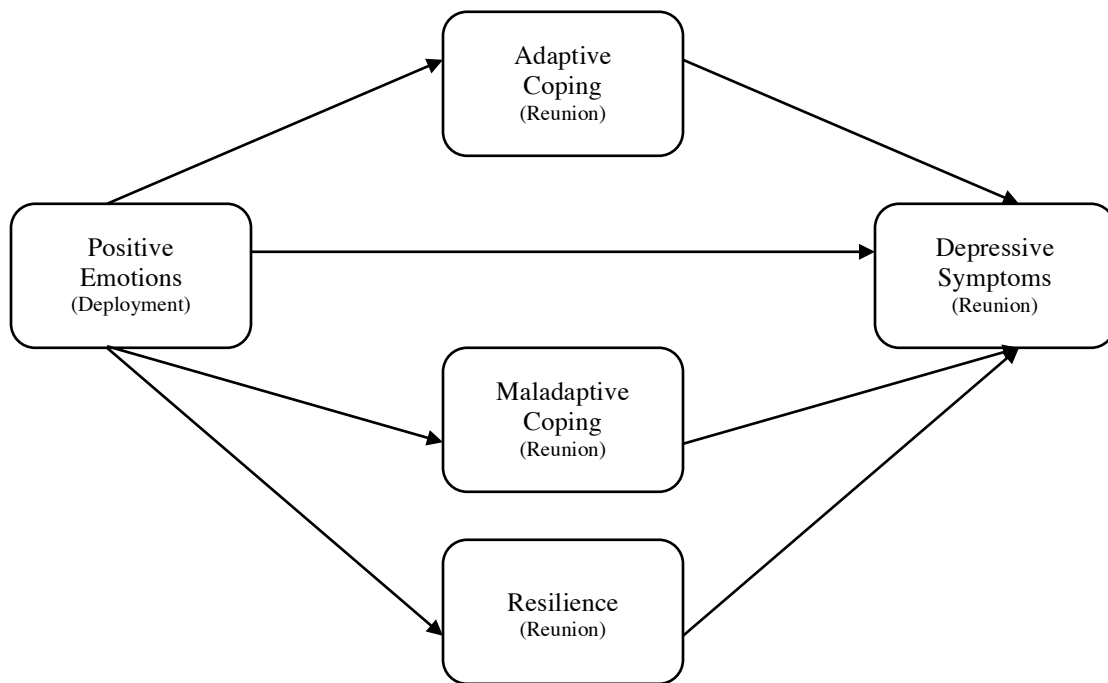 Adaptive
Coping
(Reunion)
Positive
Emotions
(Deployment)
Depressive
Symptoms
(Reunion)
Maladaptive
Coping
(Reunion)
Resilience
(Reunion)